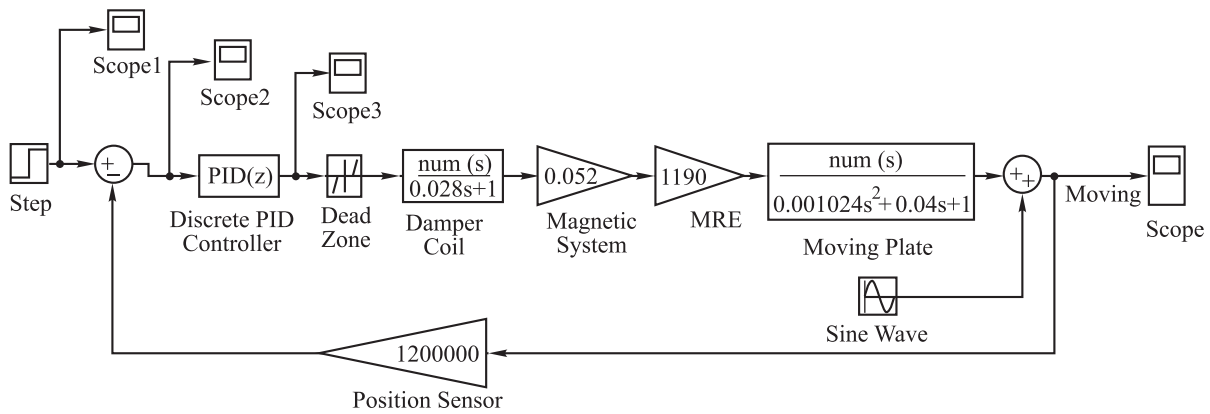 Scope1
Scope2
Scope3
Step
+
−
PID(z)
Discrete PID
Controller
Dead
Zone
num (s)
0.028s+1
Damper
Coil
0.052
Magnetic
System
1190
MRE
num (s)
0.001024s²+0.04s+1
Moving Plate
+
+
Moving
Scope
Sine Wave
1200000
Position Sensor